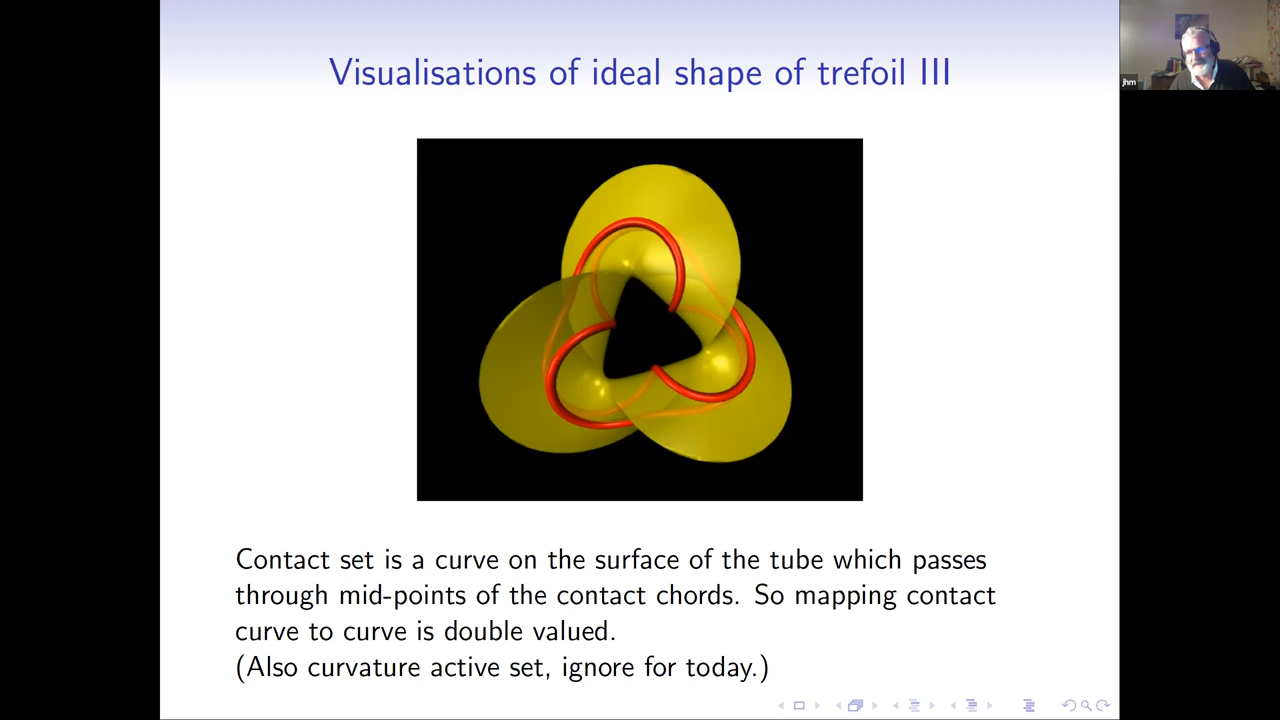 Visualisations of ideal shape of trefoil III
jhm
Contact set is a curve on the surface of the tube which passes
through mid-points of the contact chords. So mapping contact
curve to curve is double valued.
(Also curvature active set, ignore for today.)